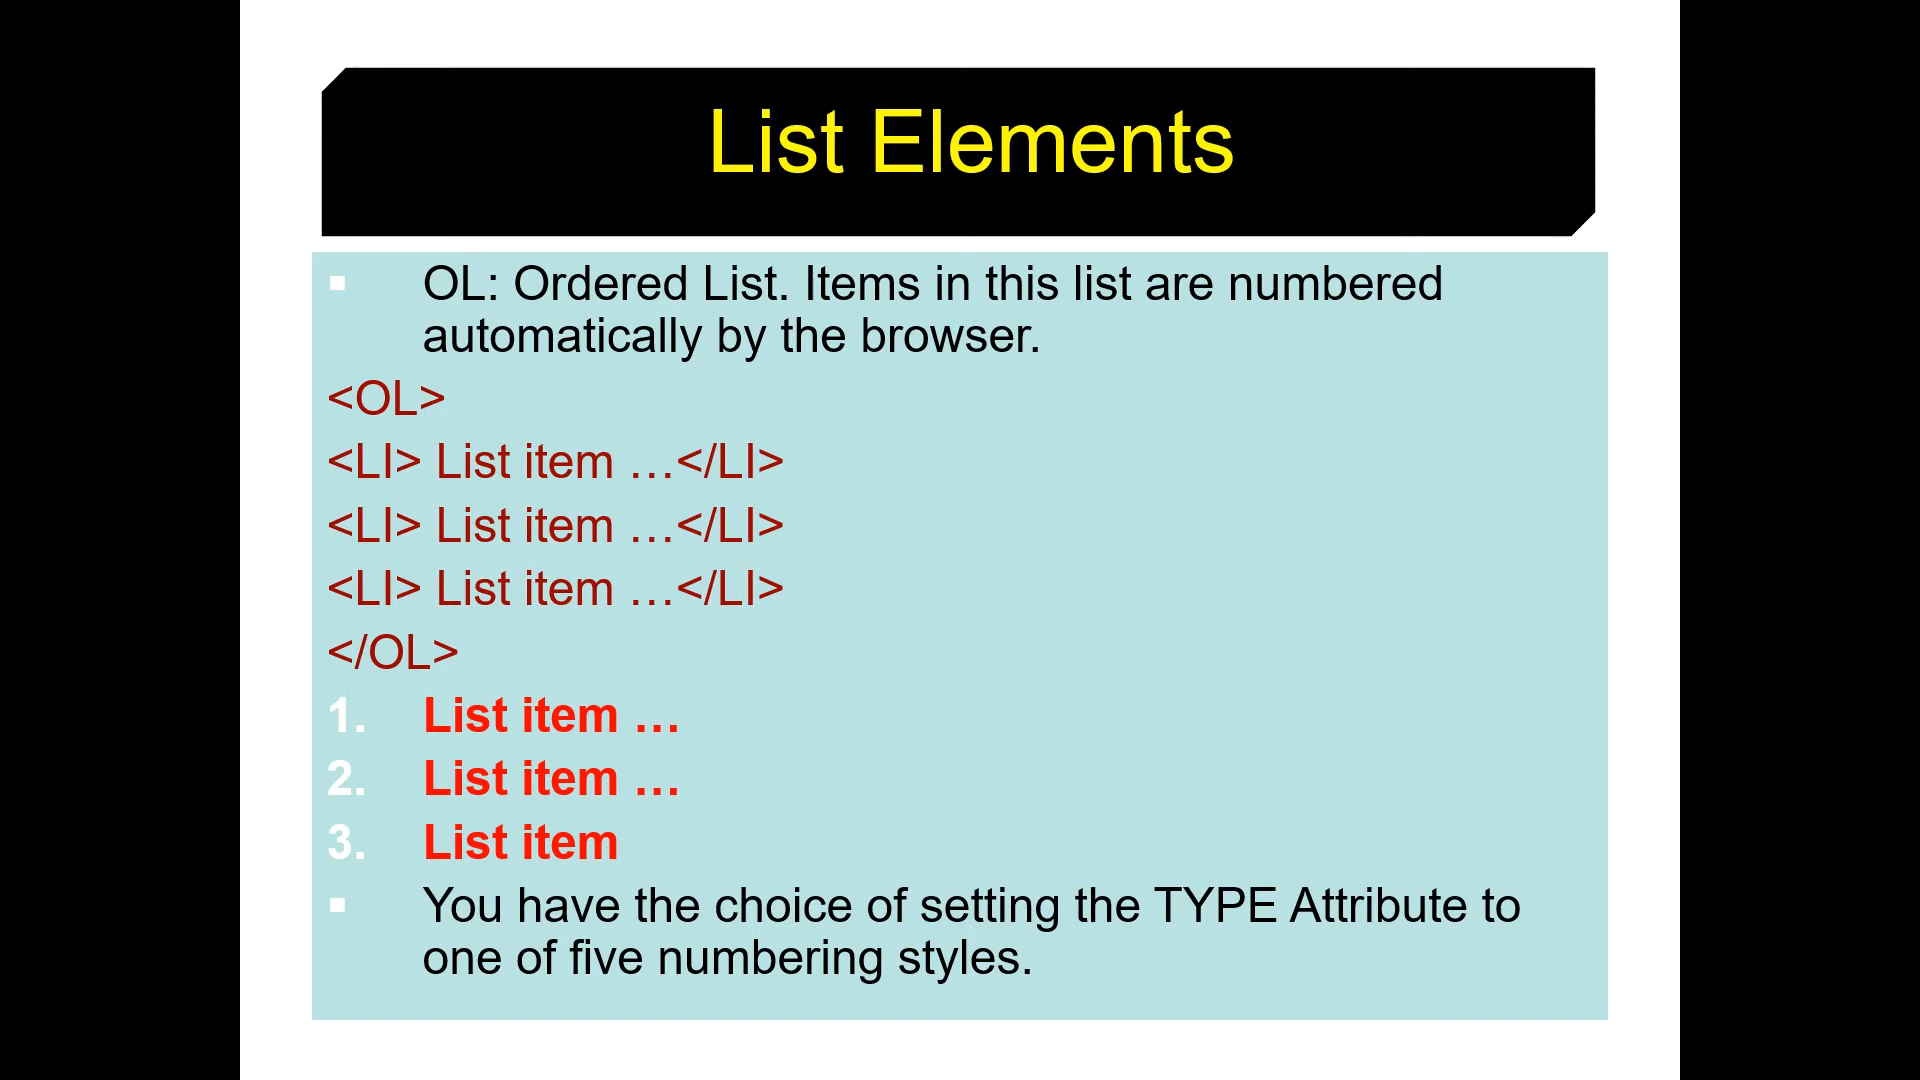 List Elements
▪ OL: Ordered List. Items in this list are numbered
automatically by the browser.
<OL>
<LI> List item …</LI>
<LI> List item …</LI>
<LI> List item …</LI>
</OL>
1. List item …
2. List item …
3. List item
▪ You have the choice of setting the TYPE Attribute to
one of five numbering styles.